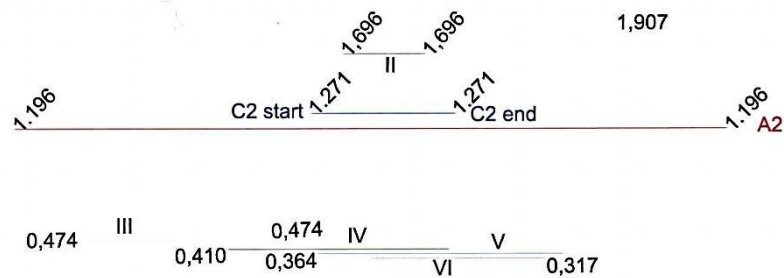 1,907
1,696 1,696
II
C2 start 1.271 1.271 C2 end
1.196 1.196 A2
0,474 III 0,474 IV V
0,410 0,364 VI 0,317